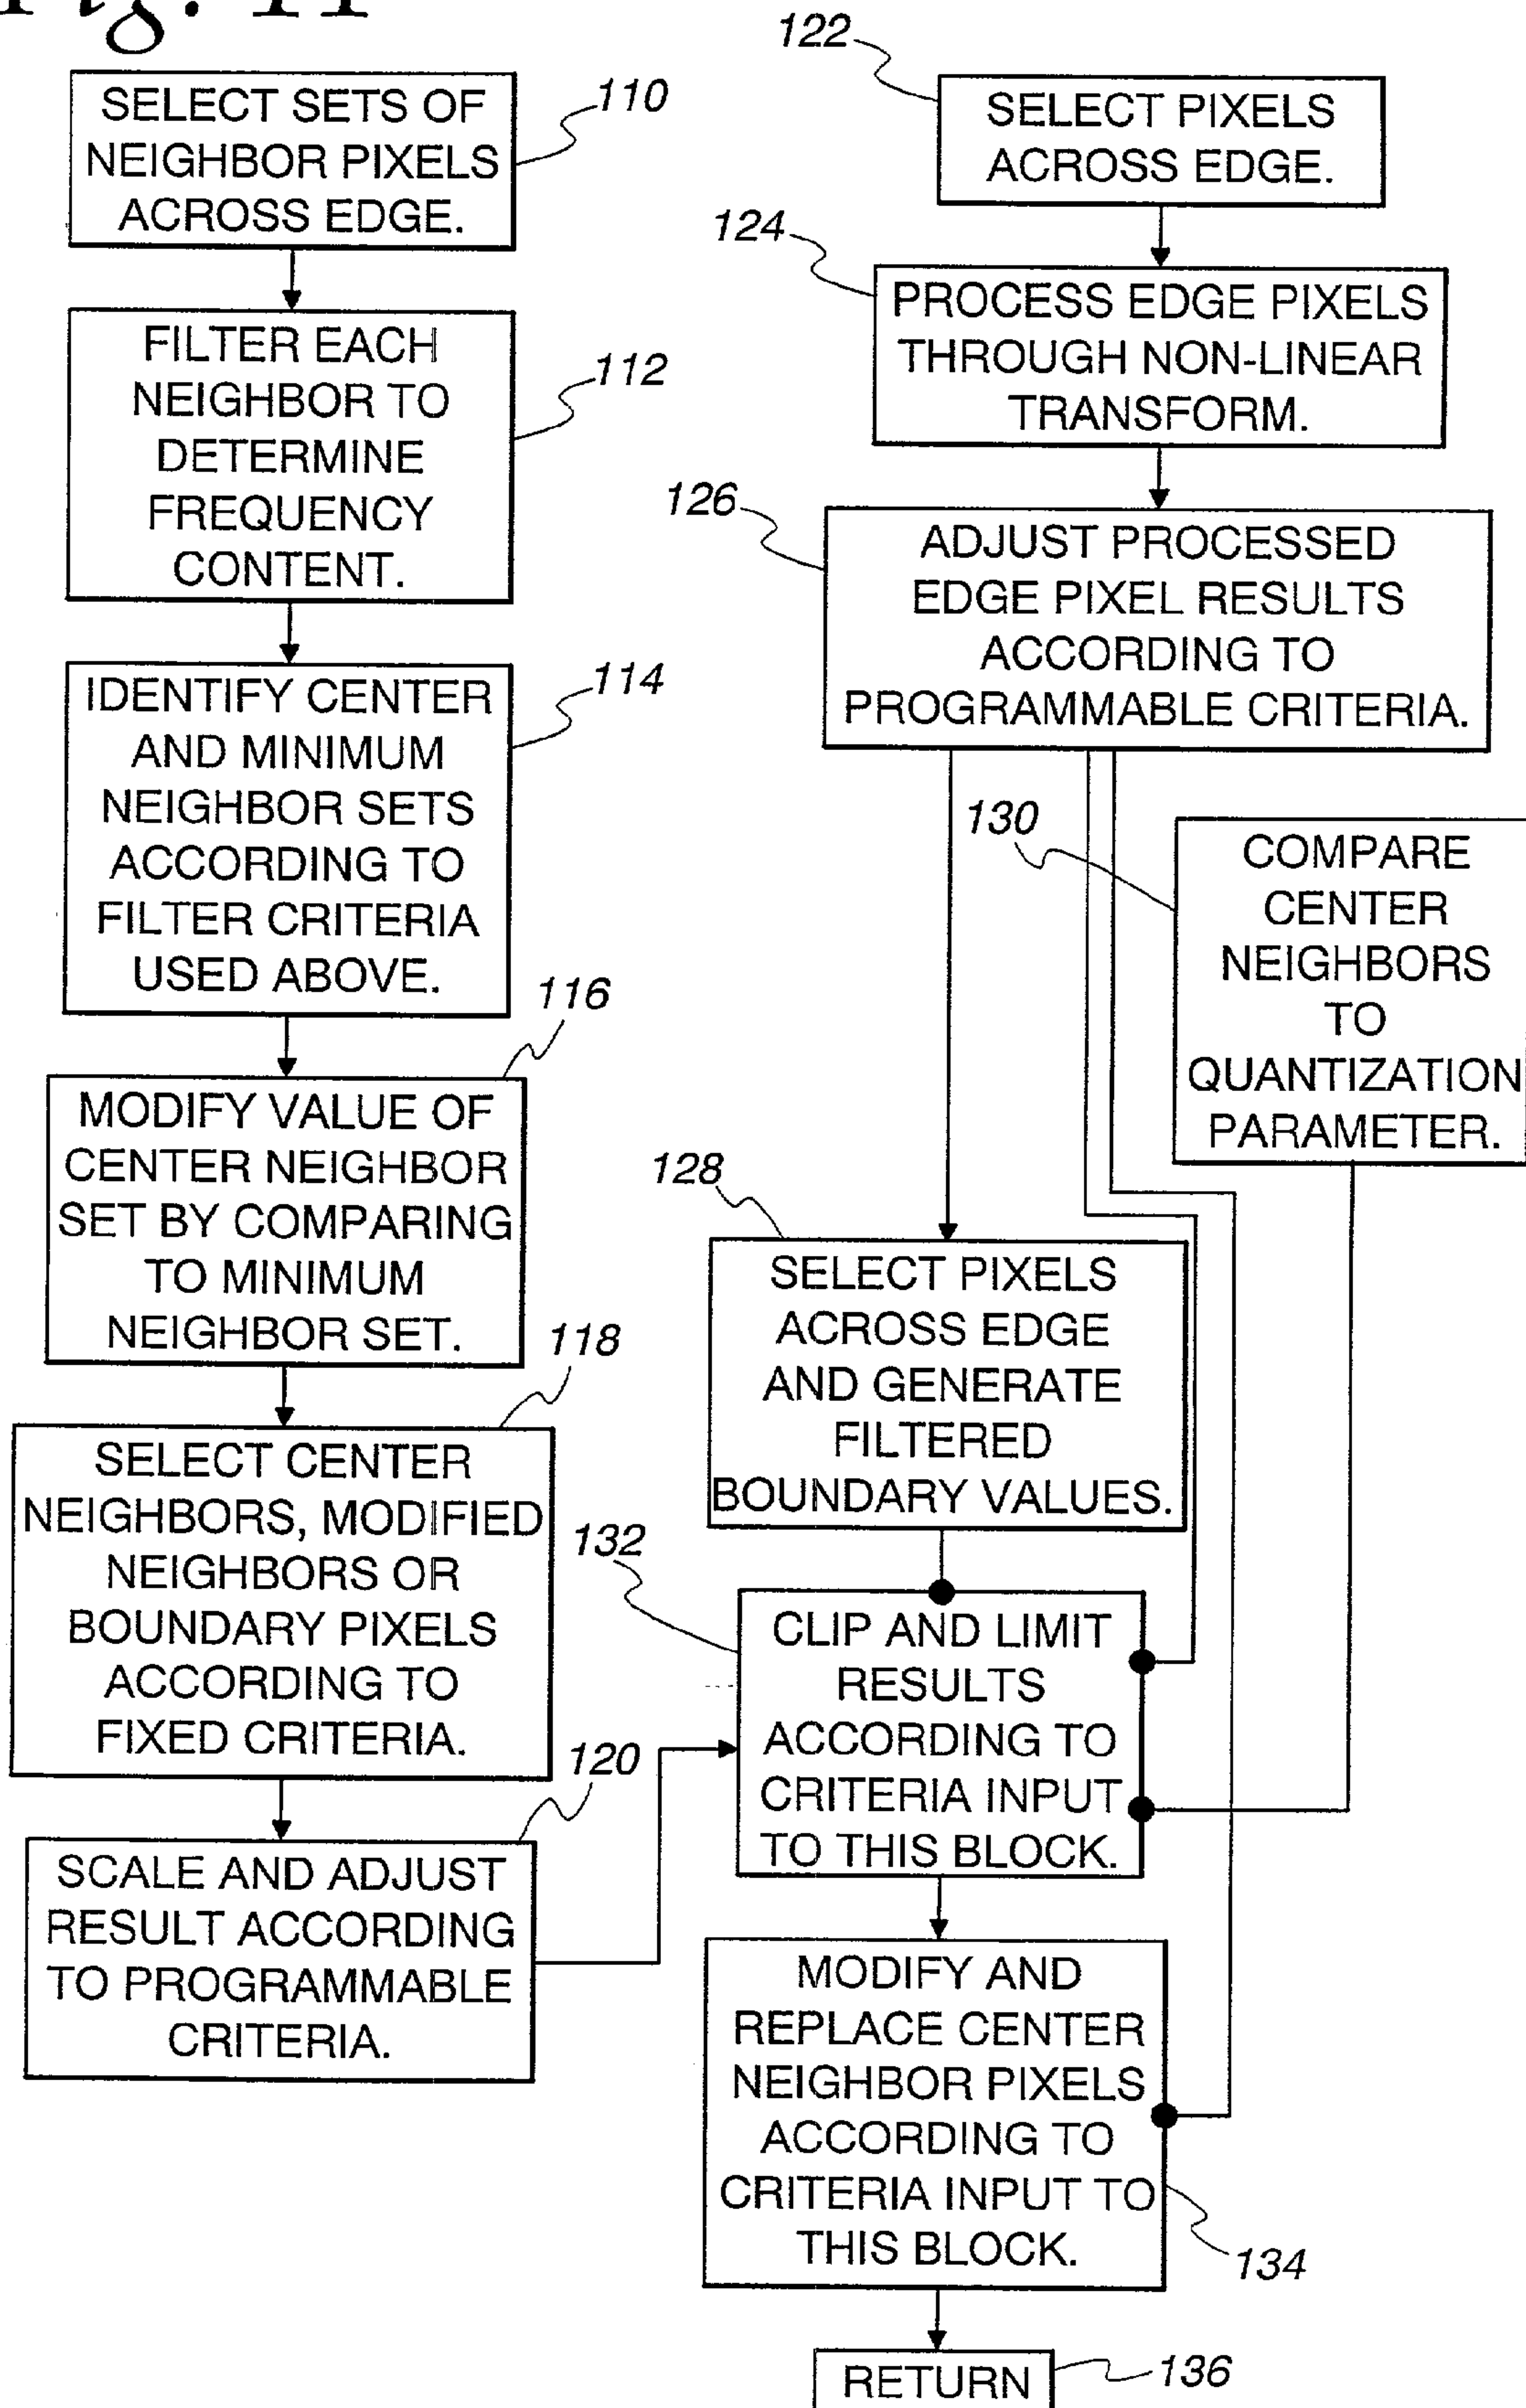 Fig. 11
110
SELECT SETS OF
NEIGHBOR PIXELS
ACROSS EDGE.
112
FILTER EACH
NEIGHBOR TO
DETERMINE
FREQUENCY
CONTENT.
114
IDENTIFY CENTER
AND MINIMUM
NEIGHBOR SETS
ACCORDING TO
FILTER CRITERIA
USED ABOVE.
116
MODIFY VALUE OF
CENTER NEIGHBOR
SET BY COMPARING
TO MINIMUM
NEIGHBOR SET.
118
SELECT CENTER
NEIGHBORS, MODIFIED
NEIGHBORS OR
BOUNDARY PIXELS
ACCORDING TO
FIXED CRITERIA.
120
SCALE AND ADJUST
RESULT ACCORDING
TO PROGRAMMABLE
CRITERIA.
122
SELECT PIXELS
ACROSS EDGE.
124
PROCESS EDGE PIXELS
THROUGH NON-LINEAR
TRANSFORM.
126
ADJUST PROCESSED
EDGE PIXEL RESULTS
ACCORDING TO
PROGRAMMABLE CRITERIA.
130
COMPARE
CENTER
NEIGHBORS
TO
QUANTIZATION
PARAMETER.
128
SELECT PIXELS
ACROSS EDGE
AND GENERATE
FILTERED
BOUNDARY VALUES.
132
CLIP AND LIMIT
RESULTS
ACCORDING TO
CRITERIA INPUT
TO THIS BLOCK.
MODIFY AND
REPLACE CENTER
NEIGHBOR PIXELS
ACCORDING TO
CRITERIA INPUT TO
THIS BLOCK.
134
RETURN
136